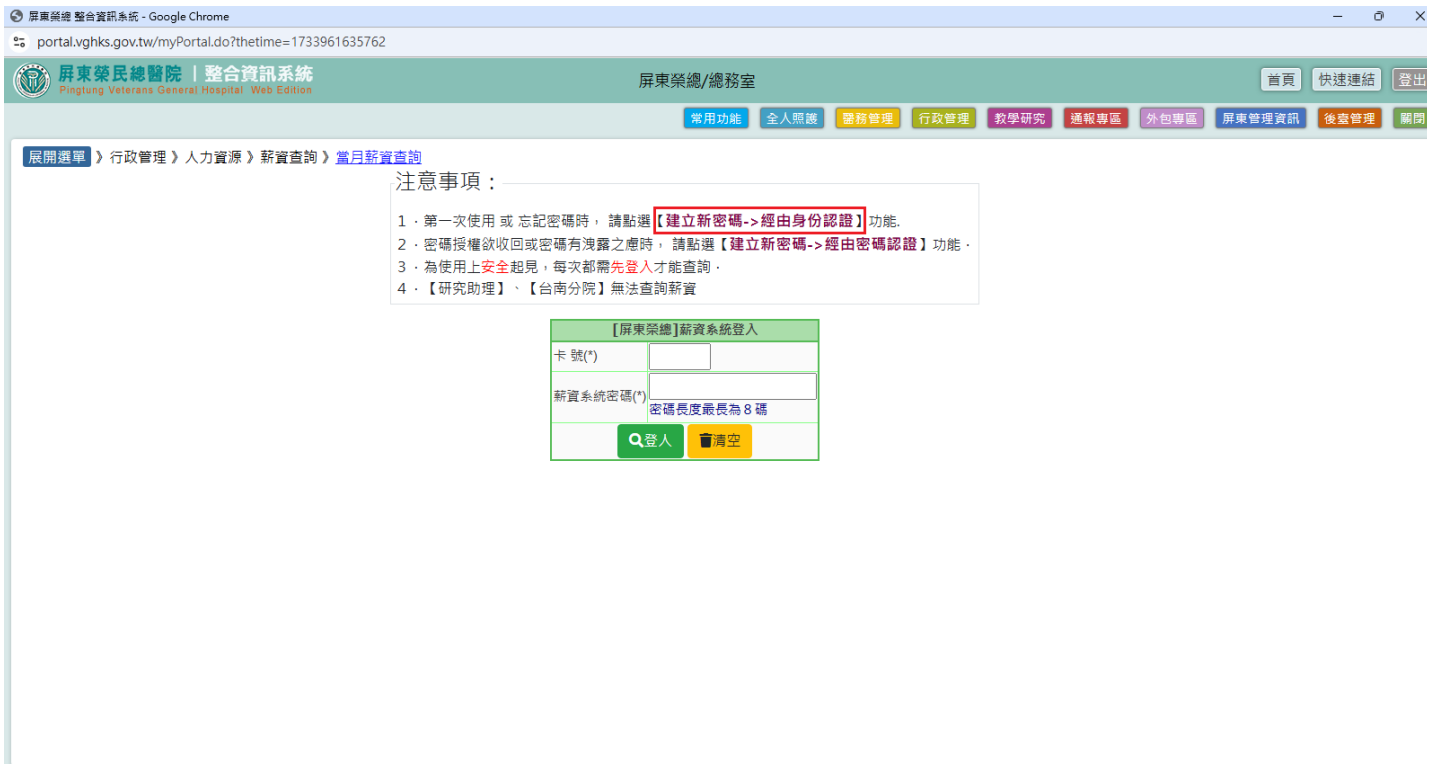 屏東榮總 整合資訊系統 - Google Chrome
portal.vghks.gov.tw/myPortal.do?thetime=1733961635762
屏東榮民總醫院｜整合資訊系統
Pingtung Veterans General Hospital Web Edition
屏東榮總/總務室
首頁 快速連結 登出
常用功能 全人照護 醫務管理 行政管理 教學研究 通報專區 外包專區 屏東管理資訊 後臺管理 關閉
展開選單 》行政管理 》人力資源 》薪資查詢 》當月薪資查詢
注意事項：
1．第一次使用 或 忘記密碼時， 請點選【建立新密碼->經由身份認證】功能.
2．密碼授權欲收回或密碼有洩露之慮時， 請點選【建立新密碼->經由密碼認證】功能．
3．為使用上安全起見，每次都需先登入才能查詢．
4．【研究助理】、【台南分院】無法查詢薪資
[屏東榮總]薪資系統登入
卡 號(*)
薪資系統密碼(*)
密碼長度最長為8碼
登入 清空